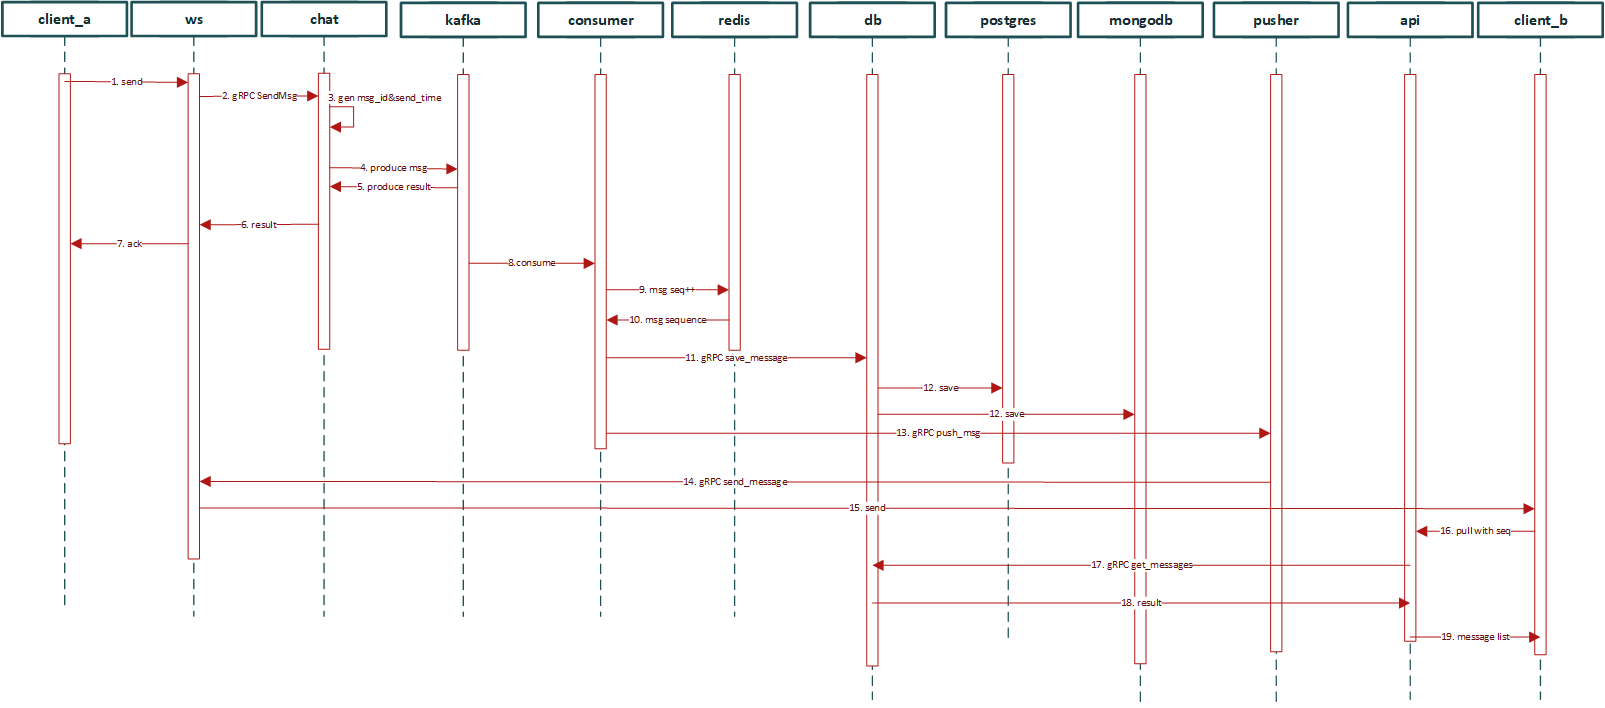 client_a
ws
chat
kafka
consumer
redis
db
postgres
mongodb
pusher
api
client_b
1. send
2. gRPC SendMsg
3. gen msg_id&send_time
4. produce msg
5. produce result
6. result
7. ack
8.consume
9. msg seq++
10. msg sequence
11. gRPC save_message
12. save
12. save
13. gRPC push_msg
14. gRPC send_message
15. send
16. pull with seq
17. gRPC get_messages
18. result
19. message list